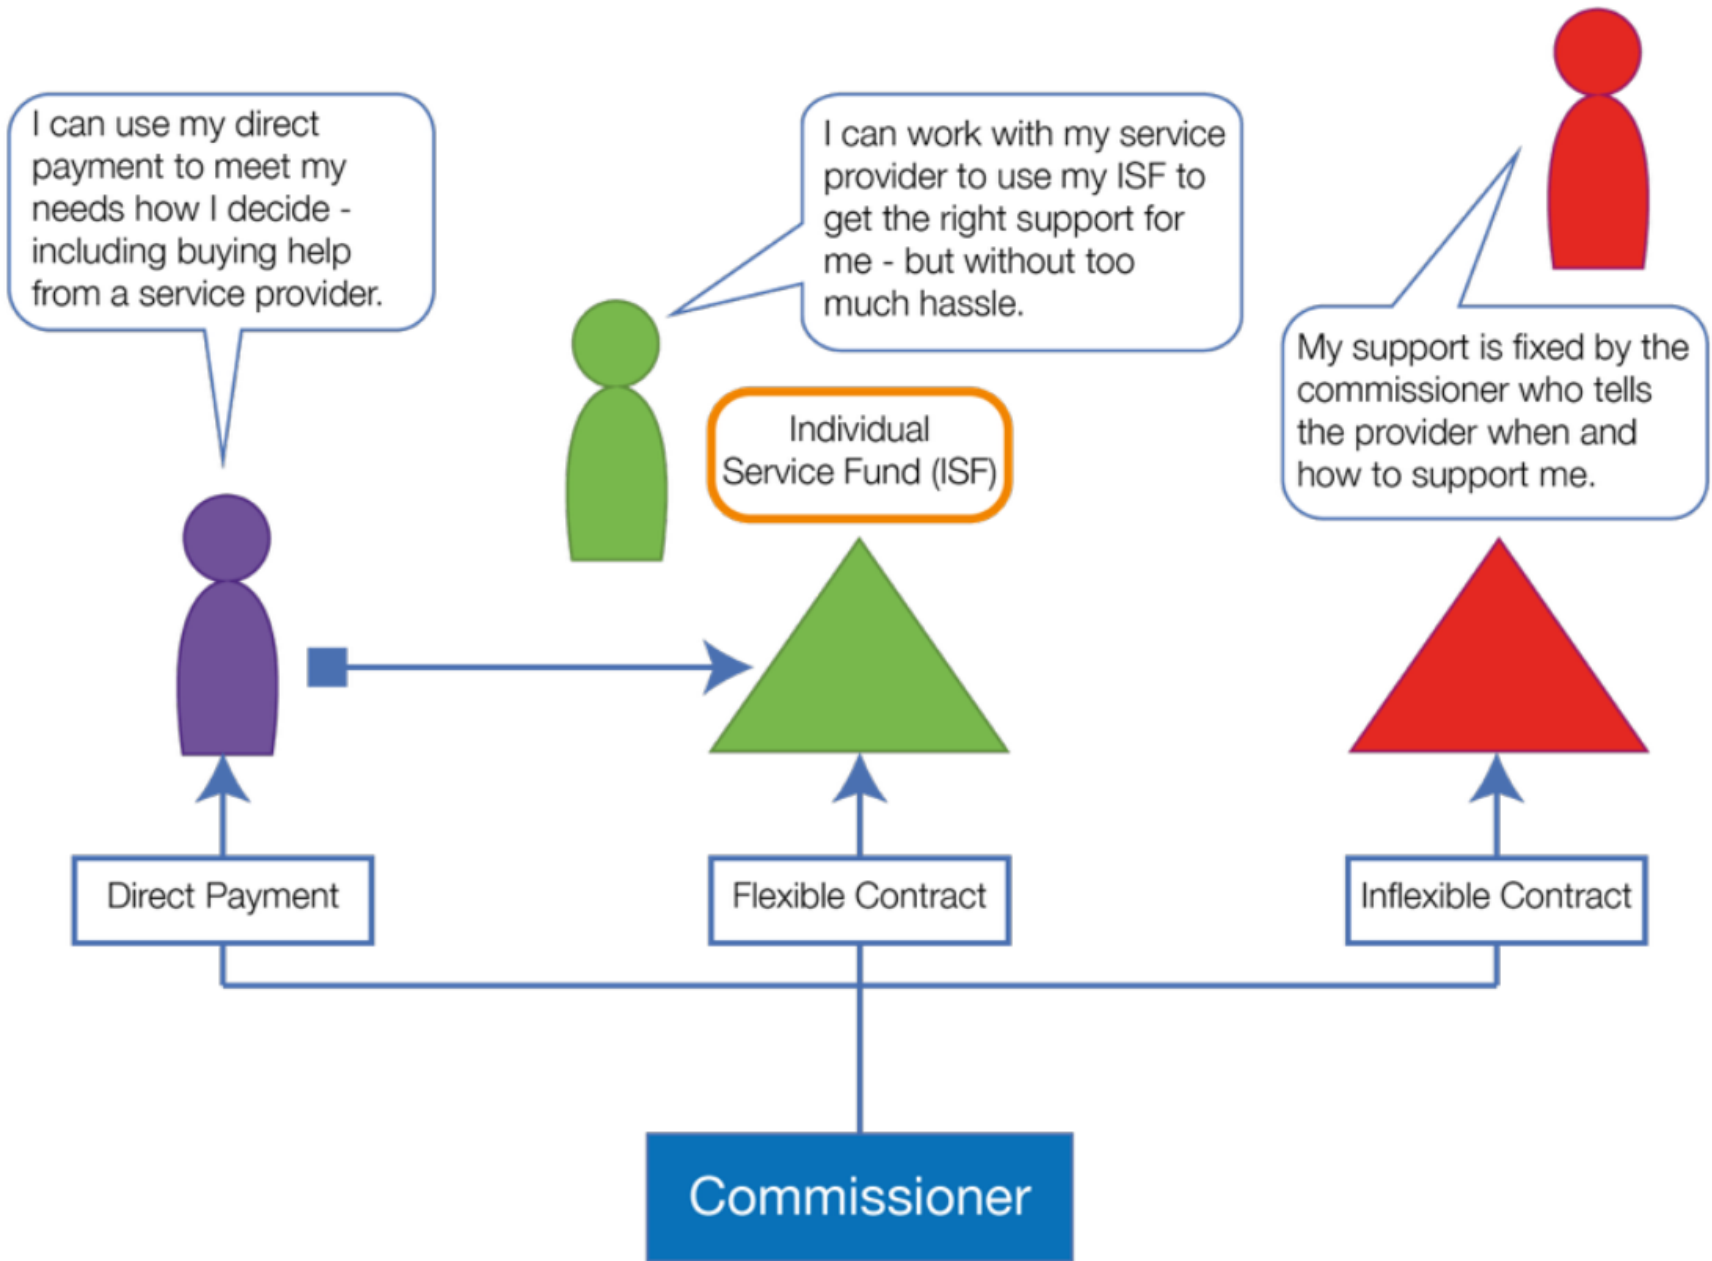 I can use my direct
payment to meet my
needs how I decide -
including buying help
from a service provider.
I can work with my service
provider to use my ISF to
get the right support for
me - but without too
much hassle.
My support is fixed by the
commissioner who tells
the provider when and
how to support me.
Individual
Service Fund (ISF)
Direct Payment
Flexible Contract
Inflexible Contract
Commissioner